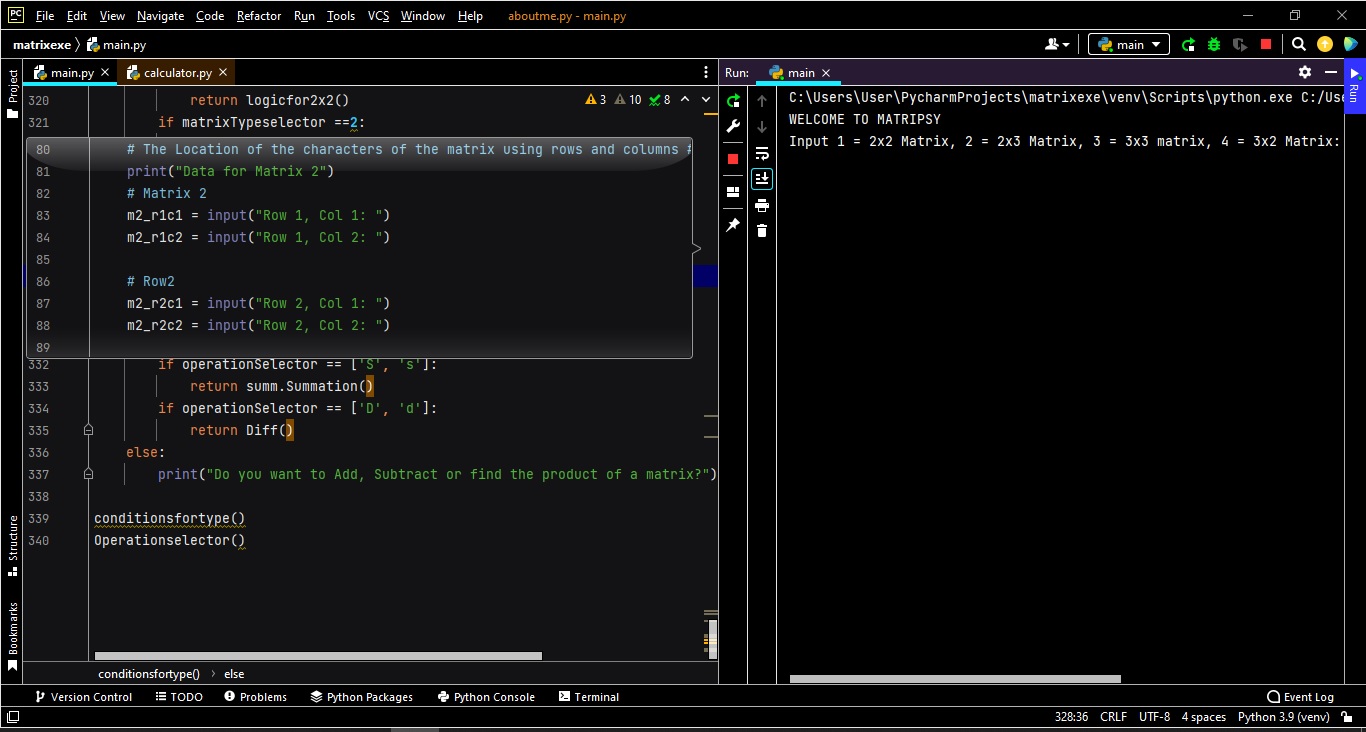 PC File Edit View Navigate Code Refactor Run Tools VCS Window Help aboutme.py - main.py
matrixexe main.py main
Project
main.py calculator.py
Run: main
320 return logicfor2x2()
3 10 8
321 if matrixTypeselector ==2:
80 # The Location of the characters of the matrix using rows and columns #
81 print("Data for Matrix 2")
82 # Matrix 2
83 m2_r1c1 = input("Row 1, Col 1: ")
84 m2_r1c2 = input("Row 1, Col 2: ")
85
86 # Row2
87 m2_r2c1 = input("Row 2, Col 1: ")
88 m2_r2c2 = input("Row 2, Col 2: ")
89
332 if operationSelector == ['S', 's']:
333 return summ.Summation()
334 if operationSelector == ['D', 'd']:
335 return Diff()
336 else:
337 print("Do you want to Add, Subtract or find the product of a matrix?")
338
339 conditionsfortype()
340 Operationselector()
conditionsfortype() else
C:\Users\User\PycharmProjects\matrixexe\venv\Scripts\python.exe C:/Use
WELCOME TO MATRIPSY
Input 1 = 2x2 Matrix, 2 = 2x3 Matrix, 3 = 3x3 matrix, 4 = 3x2 Matrix:
Run
Structure
Bookmarks
Version Control TODO Problems Python Packages Python Console Terminal Event Log
328:36 CRLF UTF-8 4 spaces Python 3.9 (venv)